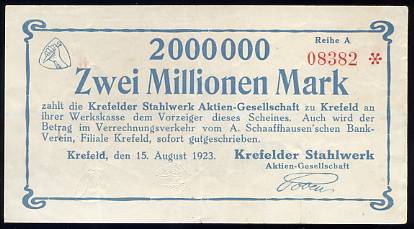 2000000
Reihe A
08382 *
Zwei Millionen Mark
zahlt die Krefelder Stahlwerk Aktien-Gesellschaft zu Krefeld an
ihrer Werkskasse dem Vorzeiger dieses Scheines. Auch wird der
Betrag im Verrechnungsverkehr vom A. Schaaffhausen'schen Bank-
Verein, Filiale Krefeld, sofort gutgeschrieben.
Krefeld, den 15. August 1923.
Krefelder Stahlwerk
Aktien-Gesellschaft